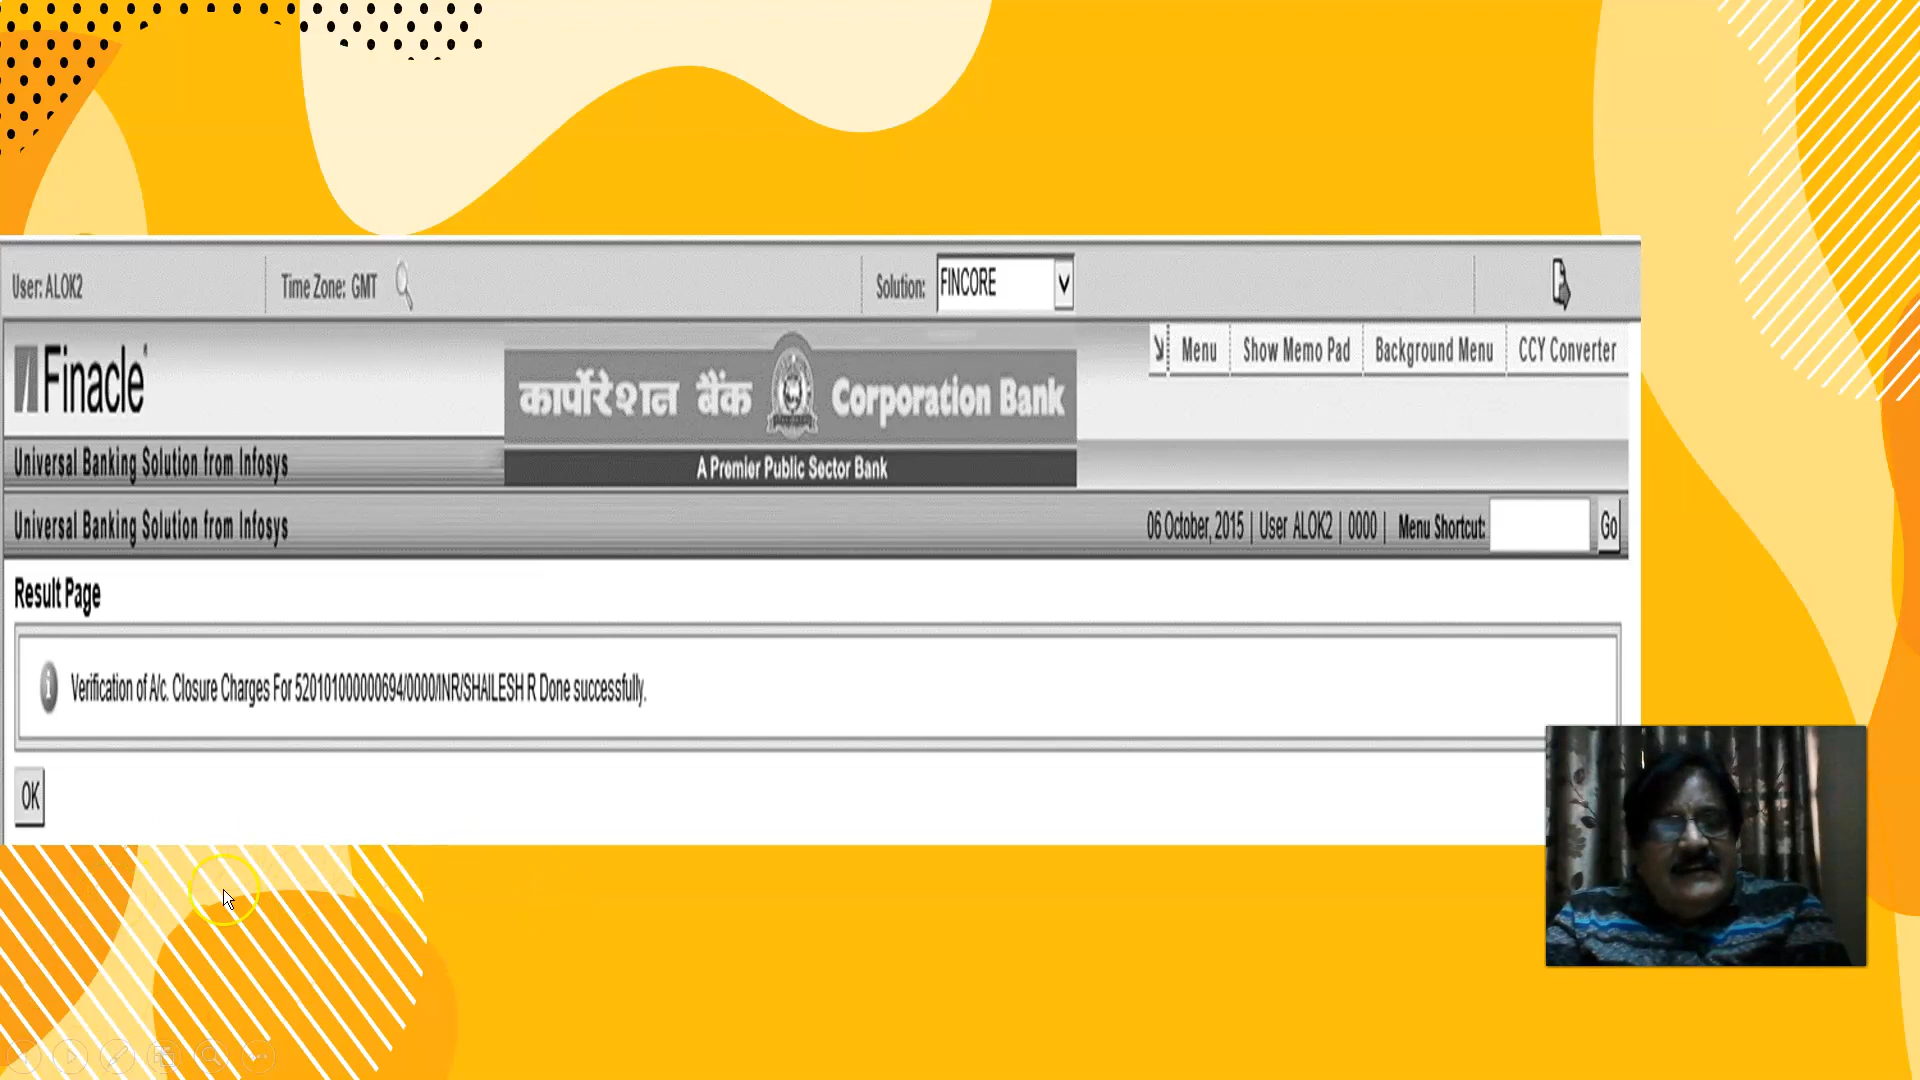 User: ALOK2
Time Zone: GMT
Solution: FINCORE
Menu
Show Memo Pad
Background Menu
CCY Converter
Finacle
कार्पोरेशन बैंक Corporation Bank
Universal Banking Solution from Infosys
A Premier Public Sector Bank
Universal Banking Solution from Infosys
06 October, 2015 | User ALOK2 | 0000 | Menu Shortcut: Go
Result Page
Verification of A/c. Closure Charges For 520101000000694/0000/INR/SHAILESH R Done successfully.
OK